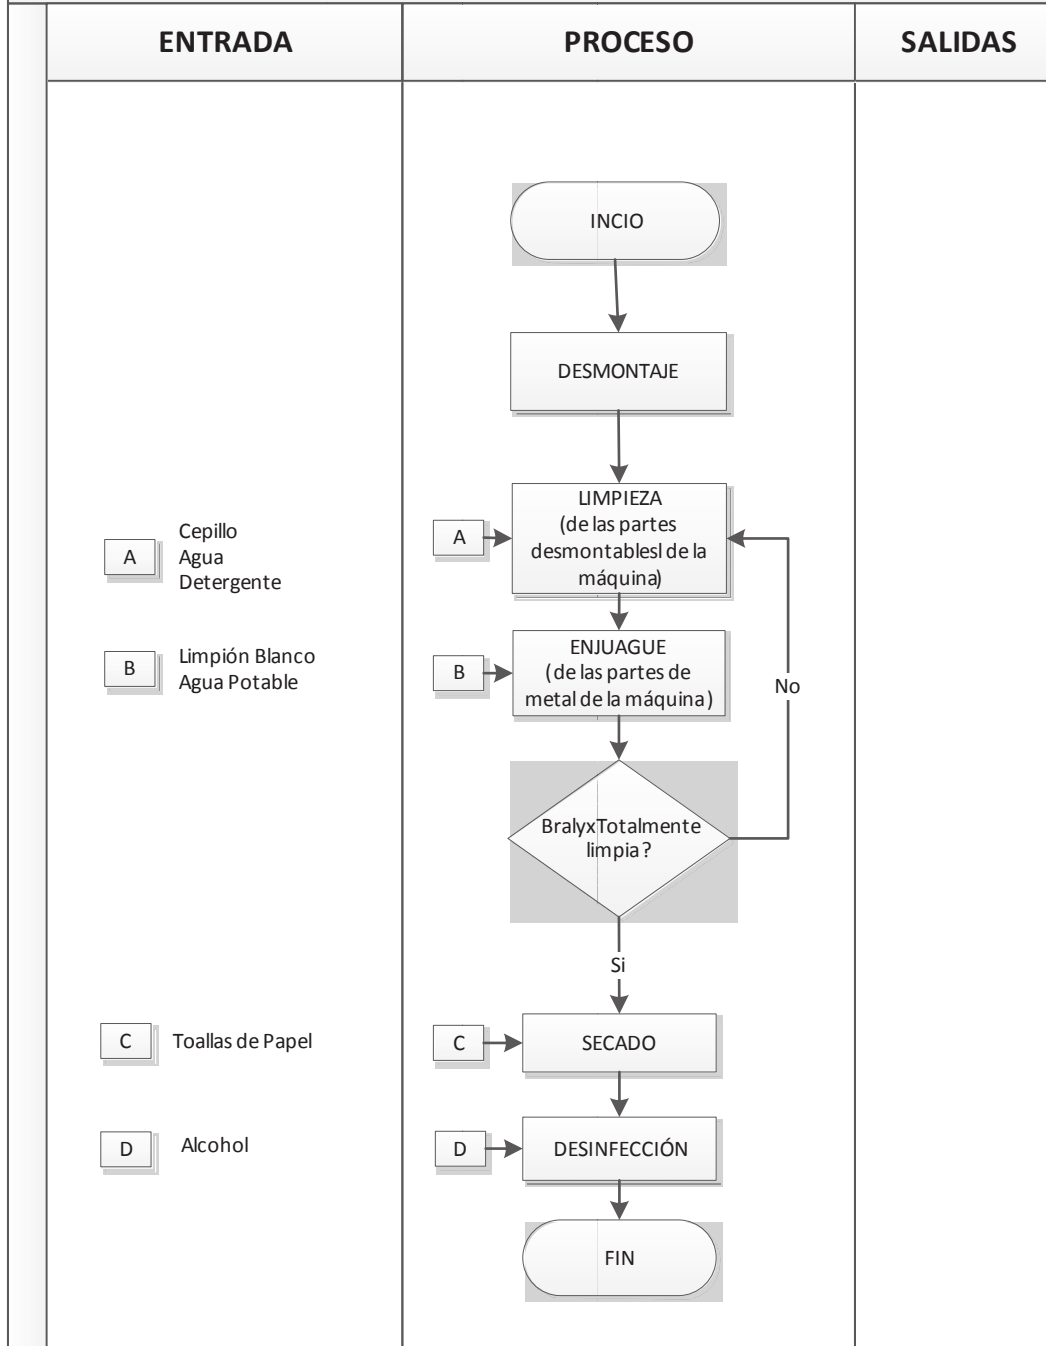 ENTRADA
PROCESO
SALIDAS
INCIO
DESMONTAJE
A
Cepillo
Agua
Detergente
A
LIMPIEZA
(de las partes
desmontablesl de la
máquina)
B
Limpión Blanco
Agua Potable
B
ENJUAGUE
(de las partes de
metal de la máquina)
No
BralyxTotalmente
limpia?
Si
C
Toallas de Papel
C
SECADO
D
Alcohol
D
DESINFECCIÓN
FIN